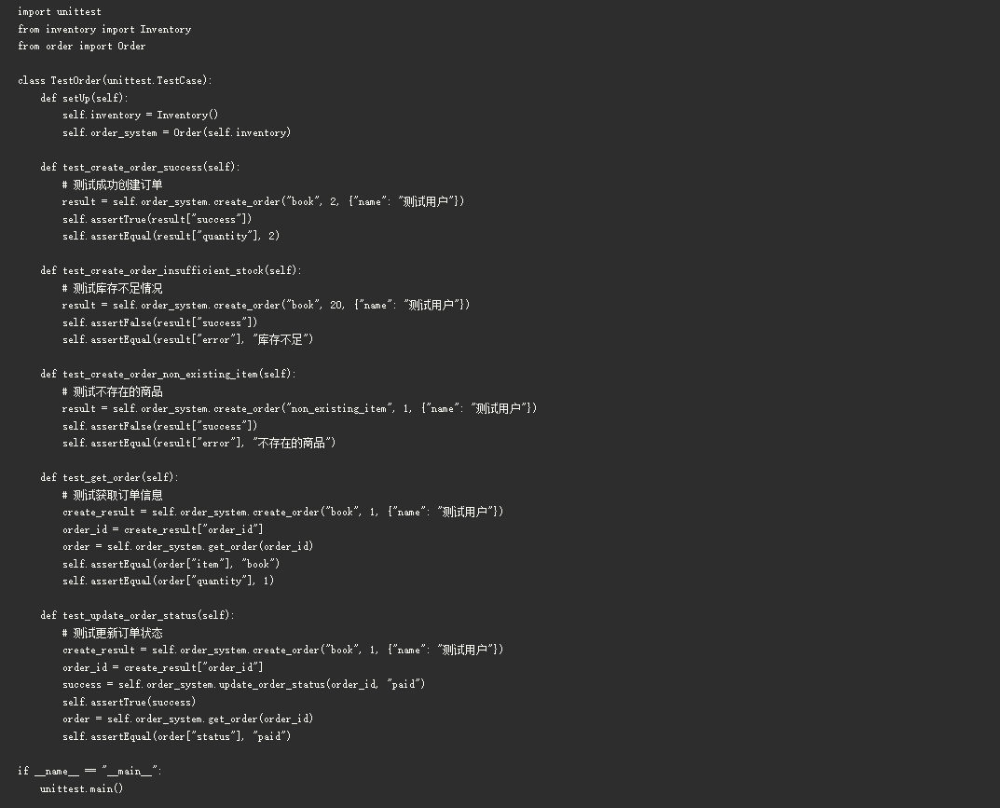 import unittest
from inventory import Inventory
from order import Order

class TestOrder(unittest.TestCase):
    def setUp(self):
        self.inventory = Inventory()
        self.order_system = Order(self.inventory)

    def test_create_order_success(self):
        # 测试成功创建订单
        result = self.order_system.create_order("book", 2, {"name": "测试用户"})
        self.assertTrue(result["success"])
        self.assertEqual(result["quantity"], 2)

    def test_create_order_insufficient_stock(self):
        # 测试库存不足情况
        result = self.order_system.create_order("book", 20, {"name": "测试用户"})
        self.assertFalse(result["success"])
        self.assertEqual(result["error"], "库存不足")

    def test_create_order_non_existing_item(self):
        # 测试不存在的商品
        result = self.order_system.create_order("non_existing_item", 1, {"name": "测试用户"})
        self.assertFalse(result["success"])
        self.assertEqual(result["error"], "不存在的商品")

    def test_get_order(self):
        # 测试获取订单信息
        create_result = self.order_system.create_order("book", 1, {"name": "测试用户"})
        order_id = create_result["order_id"]
        order = self.order_system.get_order(order_id)
        self.assertEqual(order["item"], "book")
        self.assertEqual(order["quantity"], 1)

    def test_update_order_status(self):
        # 测试更新订单状态
        create_result = self.order_system.create_order("book", 1, {"name": "测试用户"})
        order_id = create_result["order_id"]
        success = self.order_system.update_order_status(order_id, "paid")
        self.assertTrue(success)
        order = self.order_system.get_order(order_id)
        self.assertEqual(order["status"], "paid")

if __name__ == "__main__":
    unittest.main()